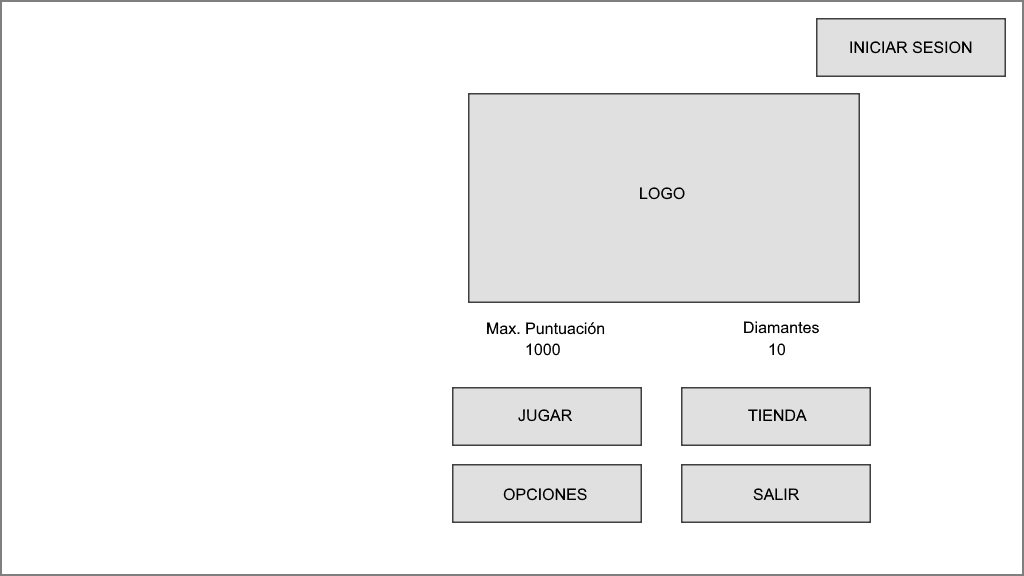 INICIAR SESION
LOGO
Max. Puntuación
1000
Diamantes
10
JUGAR
TIENDA
OPCIONES
SALIR